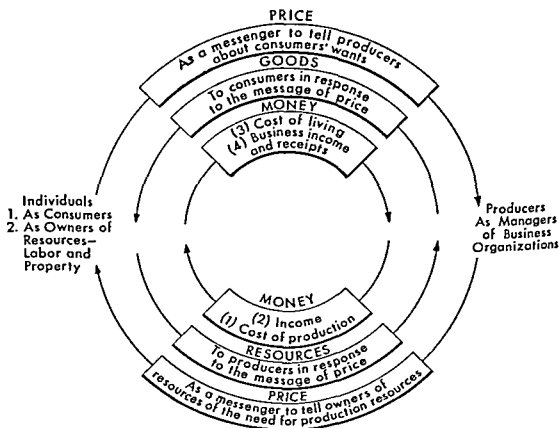 PRICE
As a messenger to tell producers
about consumers' wants
GOODS
To consumers in response
to the message of price
MONEY
(3) Cost of living
(4) Business income
and receipts
Individuals
1. As Consumers
2. As Owners of
Resources—
Labor and
Property
Producers
As Managers
of Business
Organizations
MONEY
(2) Income
(1) Cost of production
RESOURCES
To producers in response
to the message of price
PRICE
As a messenger to tell owners of
resources of the need for production resources